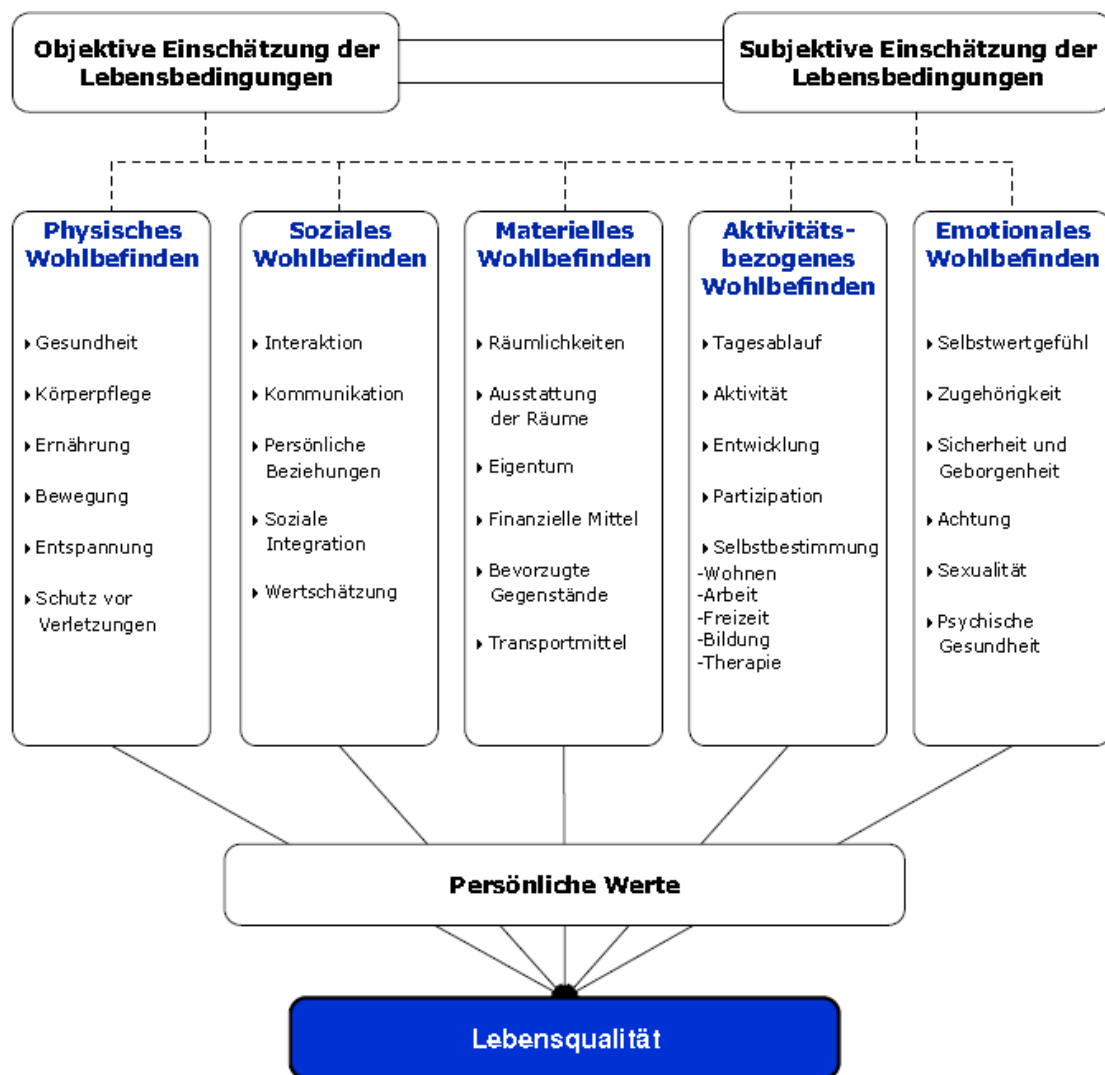 Objektive Einschätzung der
Lebensbedingungen
Subjektive Einschätzung der
Lebensbedingungen
Physisches
Wohlbefinden
▸ Gesundheit
▸ Körperpflege
▸ Ernährung
▸ Bewegung
▸ Entspannung
▸ Schutz vor
Verletzungen
Soziales
Wohlbefinden
▸ Interaktion
▸ Kommunikation
▸ Persönliche
Beziehungen
▸ Soziale
Integration
▸ Wertschätzung
Materielles
Wohlbefinden
▸ Räumlichkeiten
▸ Ausstattung
der Räume
▸ Eigentum
▸ Finanzielle Mittel
▸ Bevorzugte
Gegenstände
▸ Transportmittel
Aktivitäts-
bezogenes
Wohlbefinden
▸ Tagesablauf
▸ Aktivität
▸ Entwicklung
▸ Partizipation
▸ Selbstbestimmung
-Wohnen
-Arbeit
-Freizeit
-Bildung
-Therapie
Emotionales
Wohlbefinden
▸ Selbstwertgefühl
▸ Zugehörigkeit
▸ Sicherheit und
Geborgenheit
▸ Achtung
▸ Sexualität
▸ Psychische
Gesundheit
Persönliche Werte
Lebensqualität